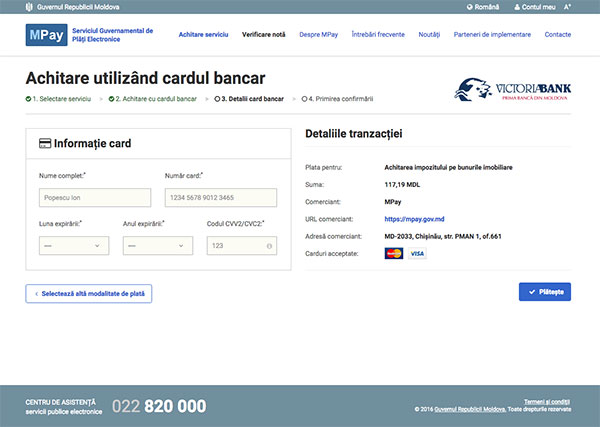 Guvernul Republicii Moldova
Română Contul meu A+
MPay
Serviciul Guvernamental de
Plăți Electronice
Achitare serviciu Verificare notă Despre MPay Întrebări frecvente Noutăți Parteneri de implementare Contacte
Achitare utilizând cardul bancar
VICTORIABANK
PRIMA BANCĂ DIN MOLDOVA
1. Selectare serviciu 2. Achitare cu cardul bancar 3. Detalii card bancar 4. Primirea confirmării
Informație card
Nume complet:* Număr card:*
Popescu Ion 1234 5678 9012 3465
Luna expirării:* Anul expirării:* Codul CVV2/CVC2:*
— — 123
Detaliile tranzacției
Plata pentru: Achitarea impozitului pe bunurile imobiliare
Suma: 117,19 MDL
Comerciant: MPay
URL comerciant: https://mpay.gov.md
Adresă comerciant: MD-2033, Chișinău, str. PMAN 1, of.661
Carduri acceptate: MasterCard VISA
‹ Selectează altă modalitate de plată
Plătește
CENTRU DE ASISTENȚĂ
servicii publice electronice
022 820 000
Termeni și condiții
© 2016 Guvernul Republicii Moldova, Toate drepturile rezervate